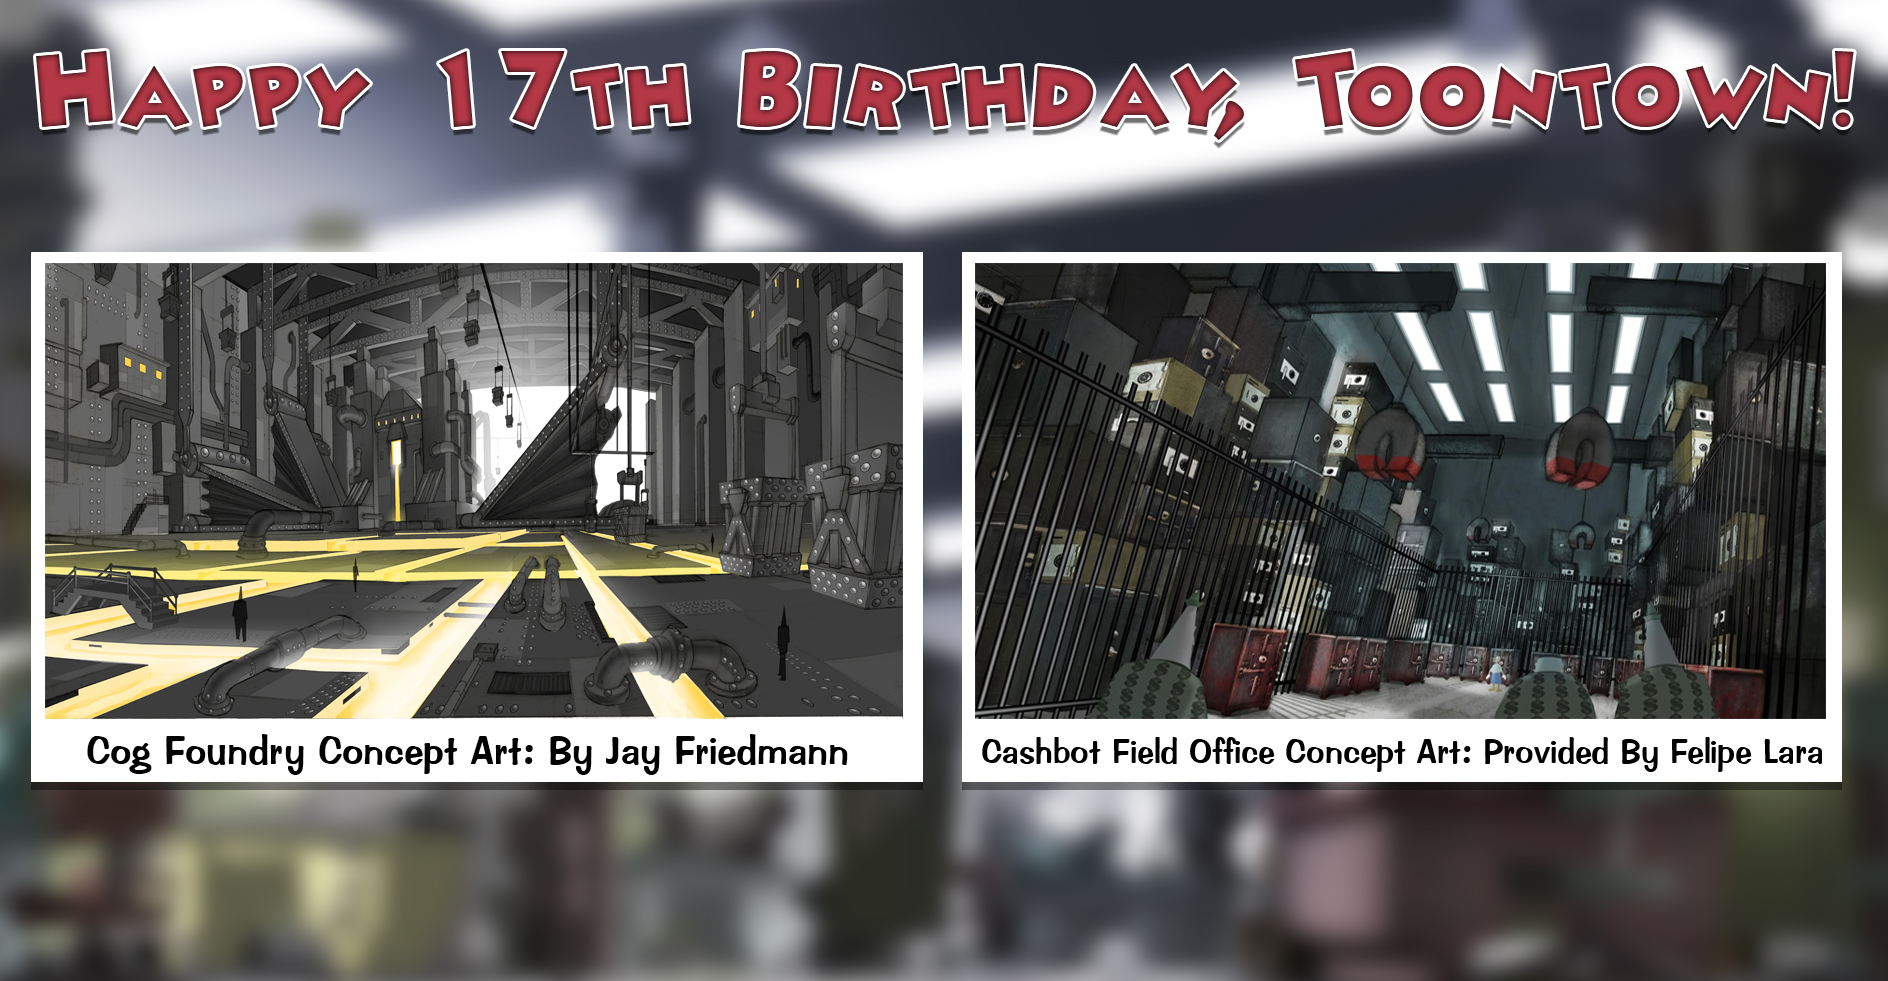 Happy 17th Birthday, Toontown!
Cog Foundry Concept Art: By Jay Friedmann
Cashbot Field Office Concept Art: Provided By Felipe Lara